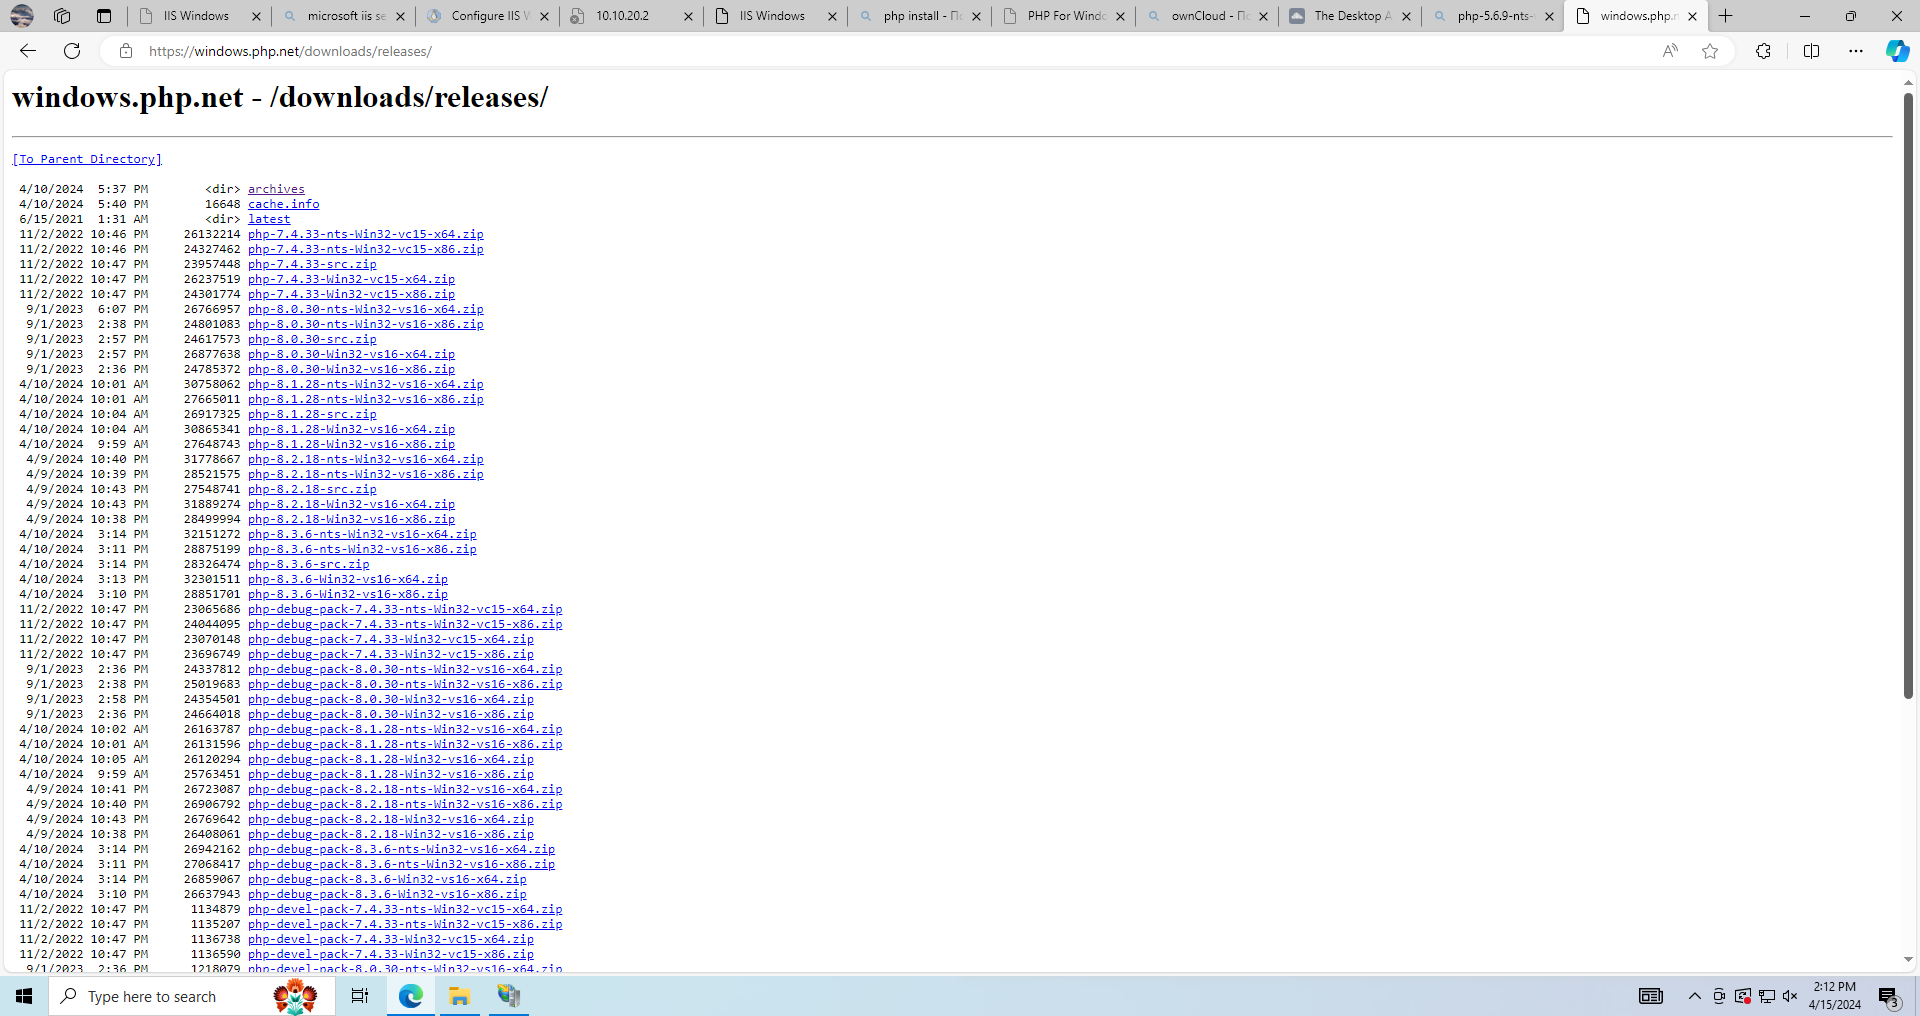 IIS Windows
microsoft iis se
Configure IIS W
10.10.20.2
IIS Windows
php install - По
PHP For Windo
ownCloud - По
The Desktop A
php-5.6.9-nts-
windows.php.n
https://windows.php.net/downloads/releases/
windows.php.net - /downloads/releases/
[To Parent Directory]
4/10/2024 5:37 PM <dir> archives
4/10/2024 5:40 PM 16648 cache.info
6/15/2021 1:31 AM <dir> latest
11/2/2022 10:46 PM 26132214 php-7.4.33-nts-Win32-vc15-x64.zip
11/2/2022 10:46 PM 24327462 php-7.4.33-nts-Win32-vc15-x86.zip
11/2/2022 10:47 PM 23957448 php-7.4.33-src.zip
11/2/2022 10:47 PM 26237519 php-7.4.33-Win32-vc15-x64.zip
11/2/2022 10:47 PM 24301774 php-7.4.33-Win32-vc15-x86.zip
9/1/2023 6:07 PM 26766957 php-8.0.30-nts-Win32-vs16-x64.zip
9/1/2023 2:38 PM 24801083 php-8.0.30-nts-Win32-vs16-x86.zip
9/1/2023 2:57 PM 24617573 php-8.0.30-src.zip
9/1/2023 2:57 PM 26877638 php-8.0.30-Win32-vs16-x64.zip
9/1/2023 2:36 PM 24785372 php-8.0.30-Win32-vs16-x86.zip
4/10/2024 10:01 AM 30758062 php-8.1.28-nts-Win32-vs16-x64.zip
4/10/2024 10:01 AM 27665011 php-8.1.28-nts-Win32-vs16-x86.zip
4/10/2024 10:04 AM 26917325 php-8.1.28-src.zip
4/10/2024 10:04 AM 30865341 php-8.1.28-Win32-vs16-x64.zip
4/10/2024 9:59 AM 27648743 php-8.1.28-Win32-vs16-x86.zip
4/9/2024 10:40 PM 31778667 php-8.2.18-nts-Win32-vs16-x64.zip
4/9/2024 10:39 PM 28521575 php-8.2.18-nts-Win32-vs16-x86.zip
4/9/2024 10:43 PM 27548741 php-8.2.18-src.zip
4/9/2024 10:43 PM 31889274 php-8.2.18-Win32-vs16-x64.zip
4/9/2024 10:38 PM 28499994 php-8.2.18-Win32-vs16-x86.zip
4/10/2024 3:14 PM 32151272 php-8.3.6-nts-Win32-vs16-x64.zip
4/10/2024 3:11 PM 28875199 php-8.3.6-nts-Win32-vs16-x86.zip
4/10/2024 3:14 PM 28326474 php-8.3.6-src.zip
4/10/2024 3:13 PM 32301511 php-8.3.6-Win32-vs16-x64.zip
4/10/2024 3:10 PM 28851701 php-8.3.6-Win32-vs16-x86.zip
11/2/2022 10:47 PM 23065686 php-debug-pack-7.4.33-nts-Win32-vc15-x64.zip
11/2/2022 10:47 PM 24044095 php-debug-pack-7.4.33-nts-Win32-vc15-x86.zip
11/2/2022 10:47 PM 23070148 php-debug-pack-7.4.33-Win32-vc15-x64.zip
11/2/2022 10:47 PM 23696749 php-debug-pack-7.4.33-Win32-vc15-x86.zip
9/1/2023 2:36 PM 24337812 php-debug-pack-8.0.30-nts-Win32-vs16-x64.zip
9/1/2023 2:38 PM 25019683 php-debug-pack-8.0.30-nts-Win32-vs16-x86.zip
9/1/2023 2:58 PM 24354501 php-debug-pack-8.0.30-Win32-vs16-x64.zip
9/1/2023 2:36 PM 24664018 php-debug-pack-8.0.30-Win32-vs16-x86.zip
4/10/2024 10:02 AM 26163787 php-debug-pack-8.1.28-nts-Win32-vs16-x64.zip
4/10/2024 10:01 AM 26131596 php-debug-pack-8.1.28-nts-Win32-vs16-x86.zip
4/10/2024 10:05 AM 26120294 php-debug-pack-8.1.28-Win32-vs16-x64.zip
4/10/2024 9:59 AM 25763451 php-debug-pack-8.1.28-Win32-vs16-x86.zip
4/9/2024 10:41 PM 26723087 php-debug-pack-8.2.18-nts-Win32-vs16-x64.zip
4/9/2024 10:40 PM 26906792 php-debug-pack-8.2.18-nts-Win32-vs16-x86.zip
4/9/2024 10:43 PM 26769642 php-debug-pack-8.2.18-Win32-vs16-x64.zip
4/9/2024 10:38 PM 26408061 php-debug-pack-8.2.18-Win32-vs16-x86.zip
4/10/2024 3:14 PM 26942162 php-debug-pack-8.3.6-nts-Win32-vs16-x64.zip
4/10/2024 3:11 PM 27068417 php-debug-pack-8.3.6-nts-Win32-vs16-x86.zip
4/10/2024 3:14 PM 26859067 php-debug-pack-8.3.6-Win32-vs16-x64.zip
4/10/2024 3:10 PM 26637943 php-debug-pack-8.3.6-Win32-vs16-x86.zip
11/2/2022 10:47 PM 1134879 php-devel-pack-7.4.33-nts-Win32-vc15-x64.zip
11/2/2022 10:47 PM 1135207 php-devel-pack-7.4.33-nts-Win32-vc15-x86.zip
11/2/2022 10:47 PM 1136738 php-devel-pack-7.4.33-Win32-vc15-x64.zip
11/2/2022 10:47 PM 1136590 php-devel-pack-7.4.33-Win32-vc15-x86.zip
9/1/2023 2:36 PM 1218079 php-devel-pack-8.0.30-nts-Win32-vs16-x64.zip
Type here to search
2:12 PM
4/15/2024
3